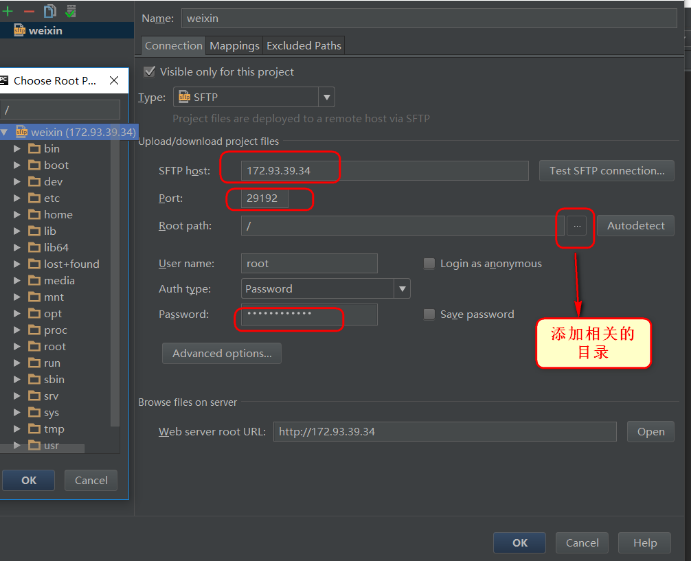 weixin
PC Choose Root P...
/
weixin (172.93.39.34)
bin
boot
dev
etc
home
lib
lib64
lost+found
media
mnt
opt
proc
root
run
sbin
srv
sys
tmp
usr
OK Cancel
Name: weixin
Connection Mappings Excluded Paths
Visible only for this project
Type: SFTP
Project files are deployed to a remote host via SFTP
Upload/download project files
SFTP host: 172.93.39.34 Test SFTP connection...
Port: 29192
Root path: / ... Autodetect
User name: root Login as anonymous
Auth type: Password
Password: •••••••••••• Save password
添加相关的
目录
Advanced options...
Browse files on server
Web server root URL: http://172.93.39.34 Open
OK Cancel Help